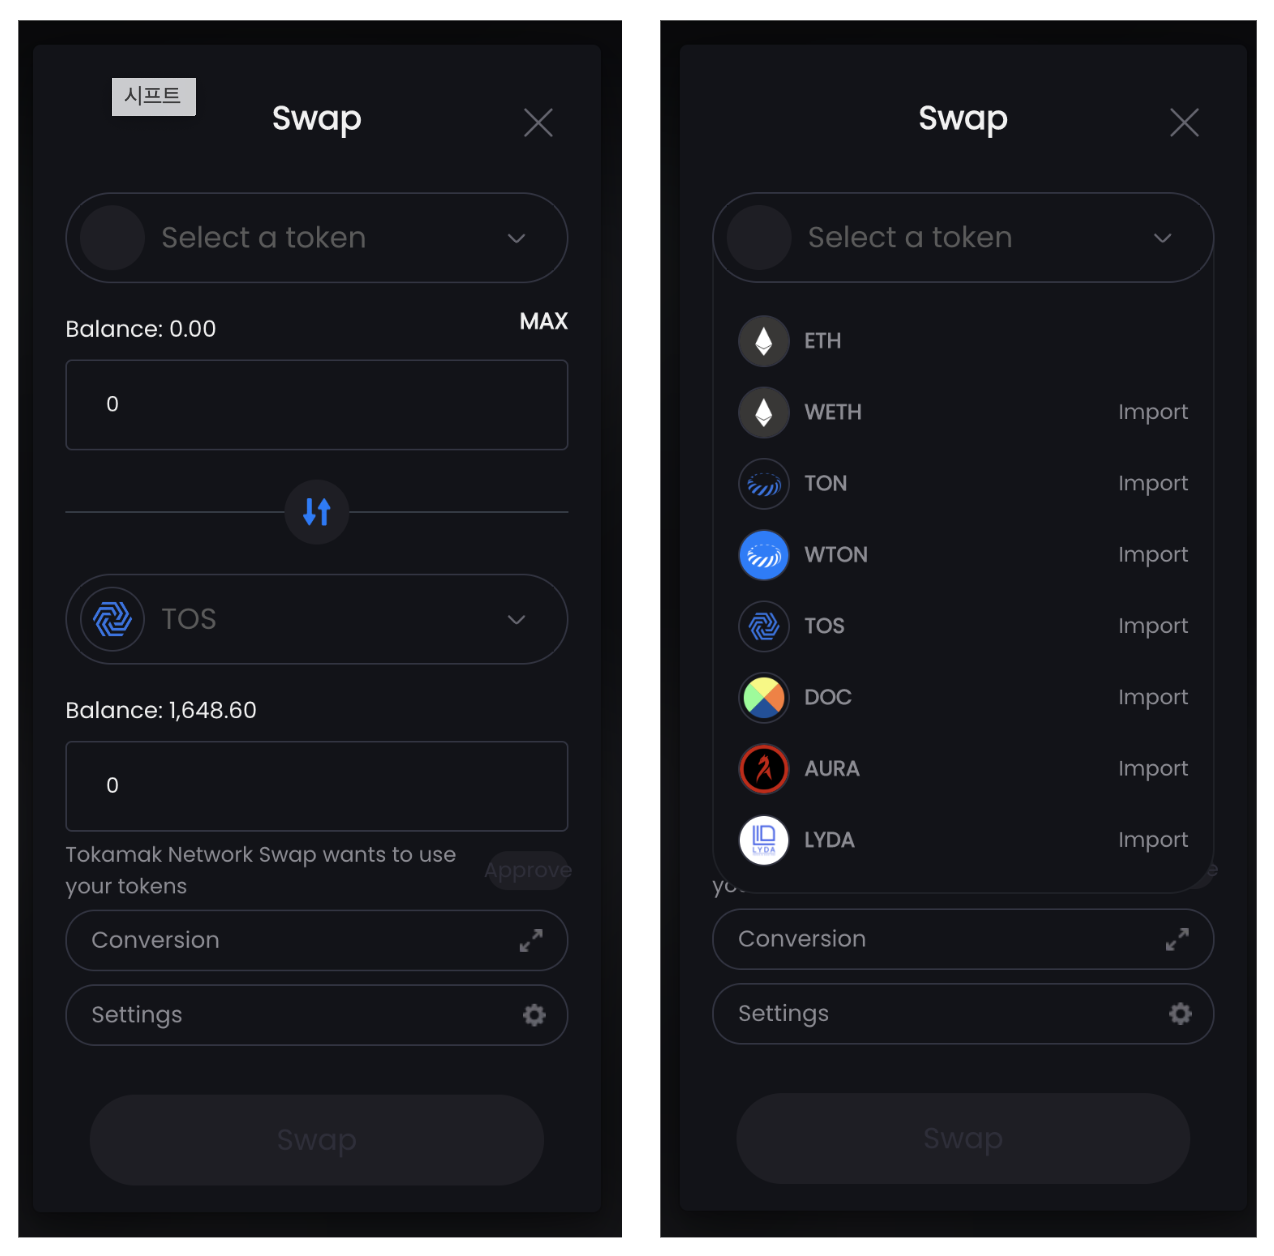 시프트
Swap
Select a token
Balance: 0.00
MAX
0
TOS
Balance: 1,648.60
0
Tokamak Network Swap wants to use
your tokens
Approve
Conversion
Settings
Swap
Swap
Select a token
ETH
WETH Import
TON Import
WTON Import
TOS Import
DOC Import
AURA Import
LYDA
LYDA Import
Conversion
Settings
Swap